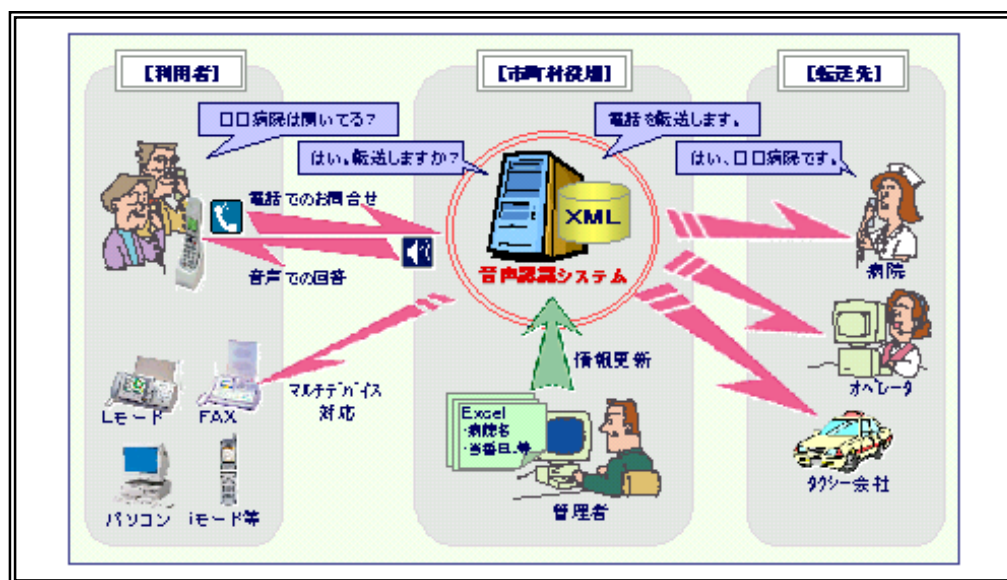 【利用者】
【市町村役場】
【転送先】
口口病院は開いてる?
はい。転送しますか?
電話を転送します。
はい、口口病院です。
電話でのお問合せ
音声での回答
XML
音声認識システム
病院
情報更新
オペレータ
Lモード
FAX
マルチデバイス
対応
Excel
・病院名
・当番日、等
タクシー会社
パソコン
iモード等
管理者